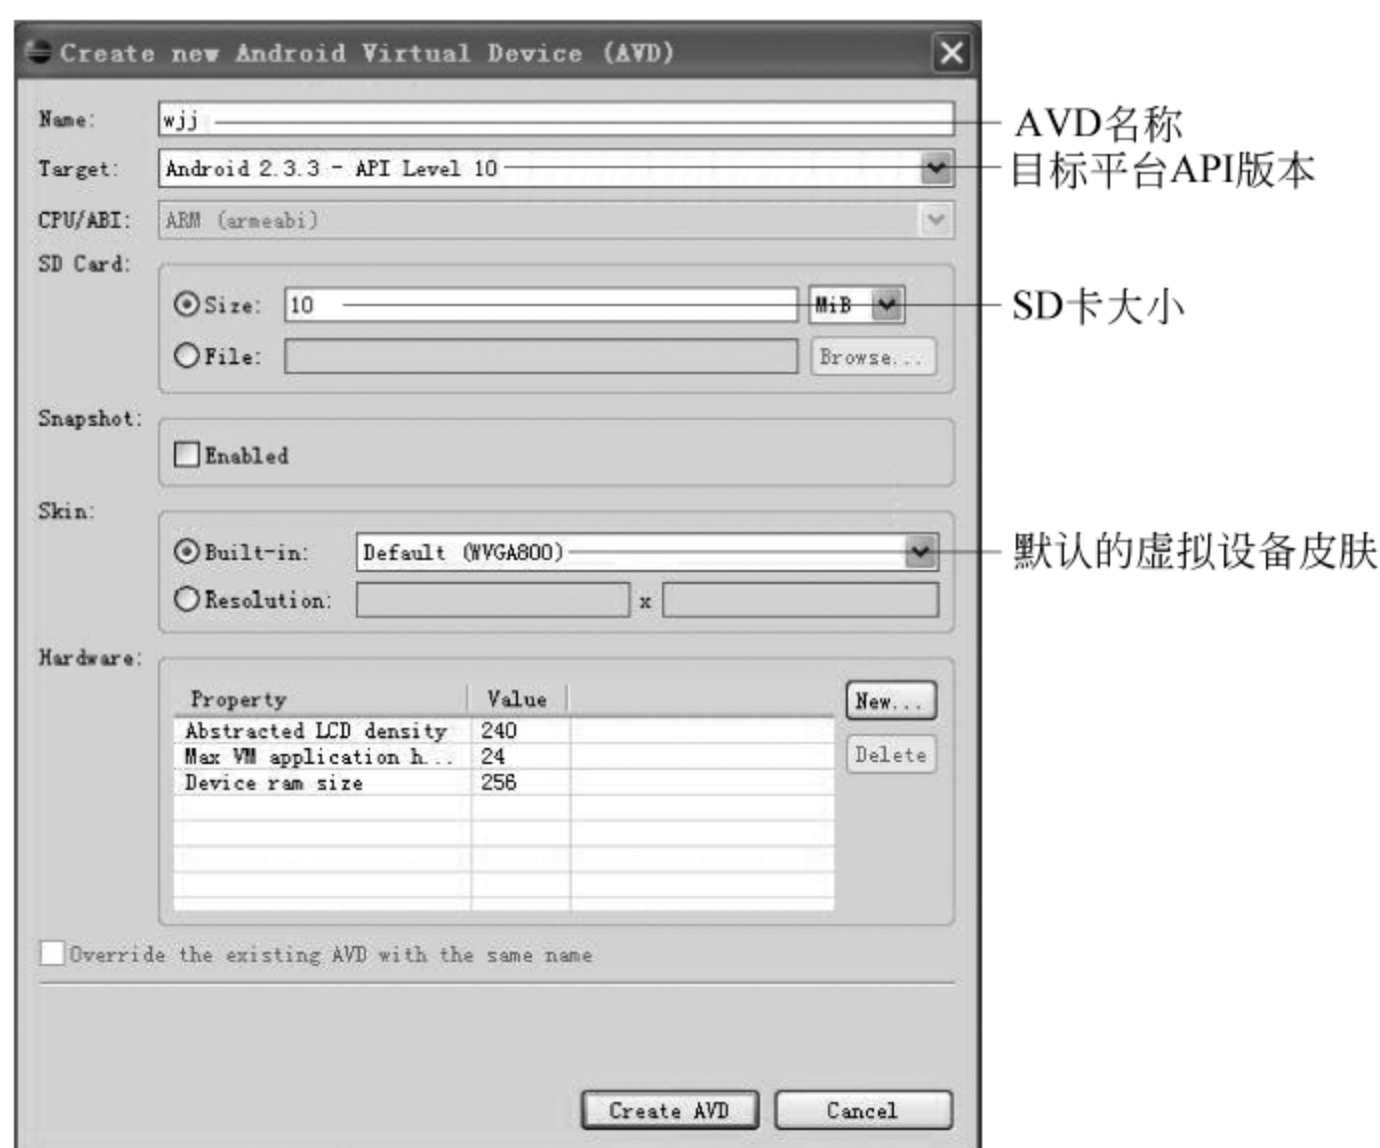 Create new Android Virtual Device (AVD)
Name: wjj AVD名称
Target: Android 2.3.3 - API Level 10 目标平台API版本
CPU/ABI: ARM (armeabi)
SD Card:
Size: 10 MiB SD卡大小
File: Browse...
Snapshot:
Enabled
Skin:
Built-in: Default (WVGA800) 默认的虚拟设备皮肤
Resolution: x
Hardware:
Property Value New...
Abstracted LCD density 240
Max VM application h... 24 Delete
Device ram size 256
Override the existing AVD with the same name
Create AVD Cancel